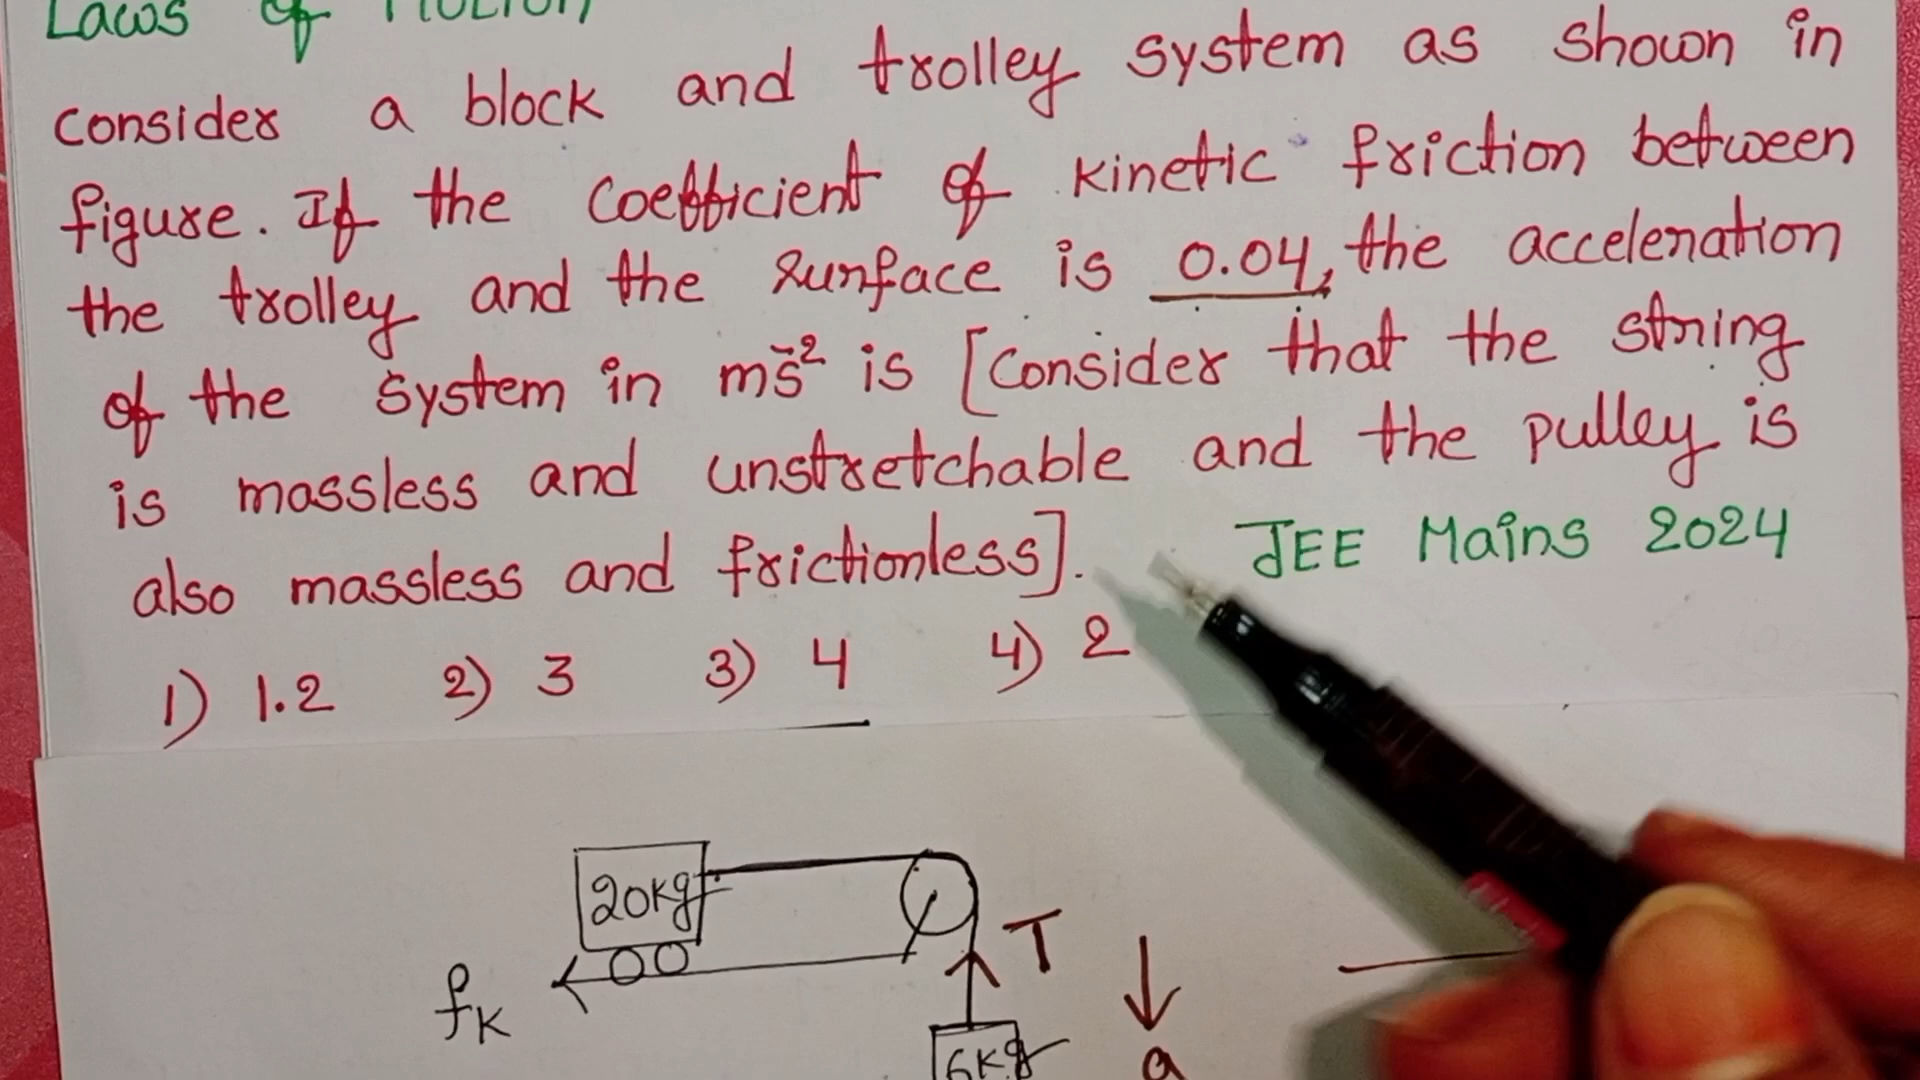 Laws of Motion
consider a block and trolley system as shown in
figure. If the coefficient of kinetic friction between
the trolley and the surface is 0.04, the acceleration
of the system in ms⁻² is [Consider that the string
is massless and unstretchable and the pulley is
also massless and frictionless].
JEE Mains 2024
1) 1.2 2) 3 3) 4 4) 2
20kg
T
fK
6kg
a